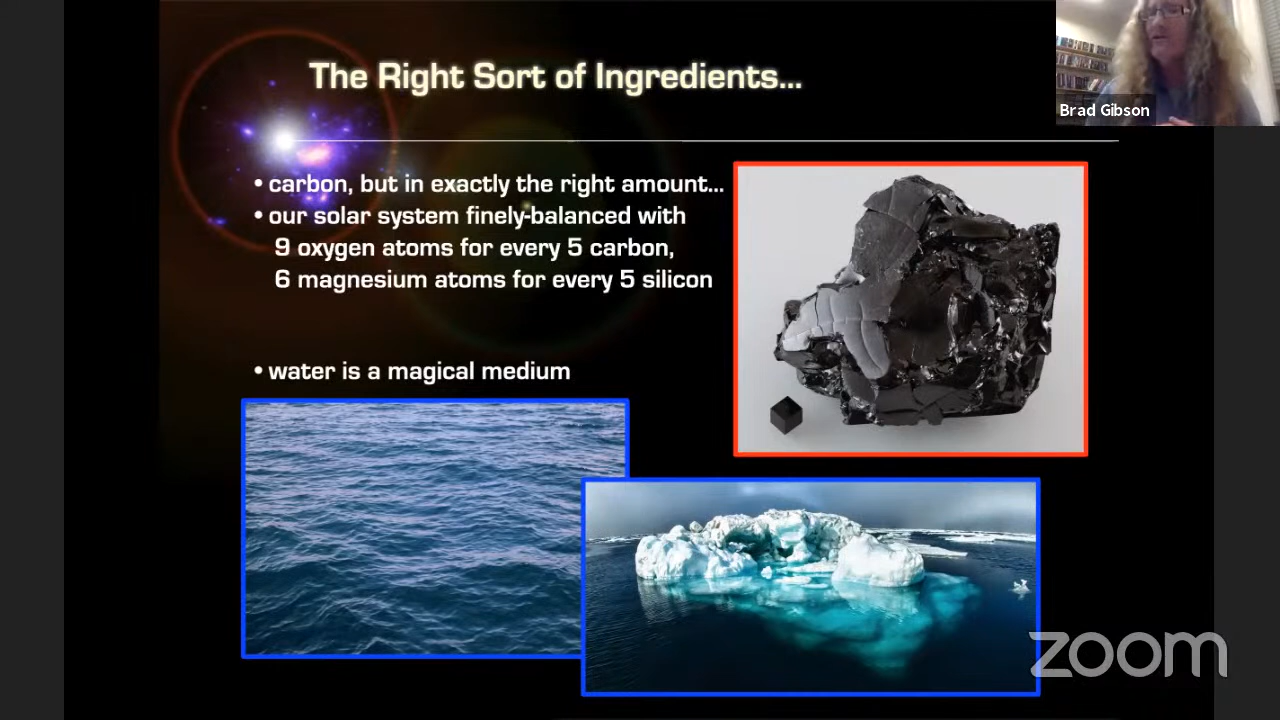 The Right Sort of Ingredients...
Brad Gibson
• carbon, but in exactly the right amount...
• our solar system finely-balanced with
9 oxygen atoms for every 5 carbon,
6 magnesium atoms for every 5 silicon
• water is a magical medium
zoom